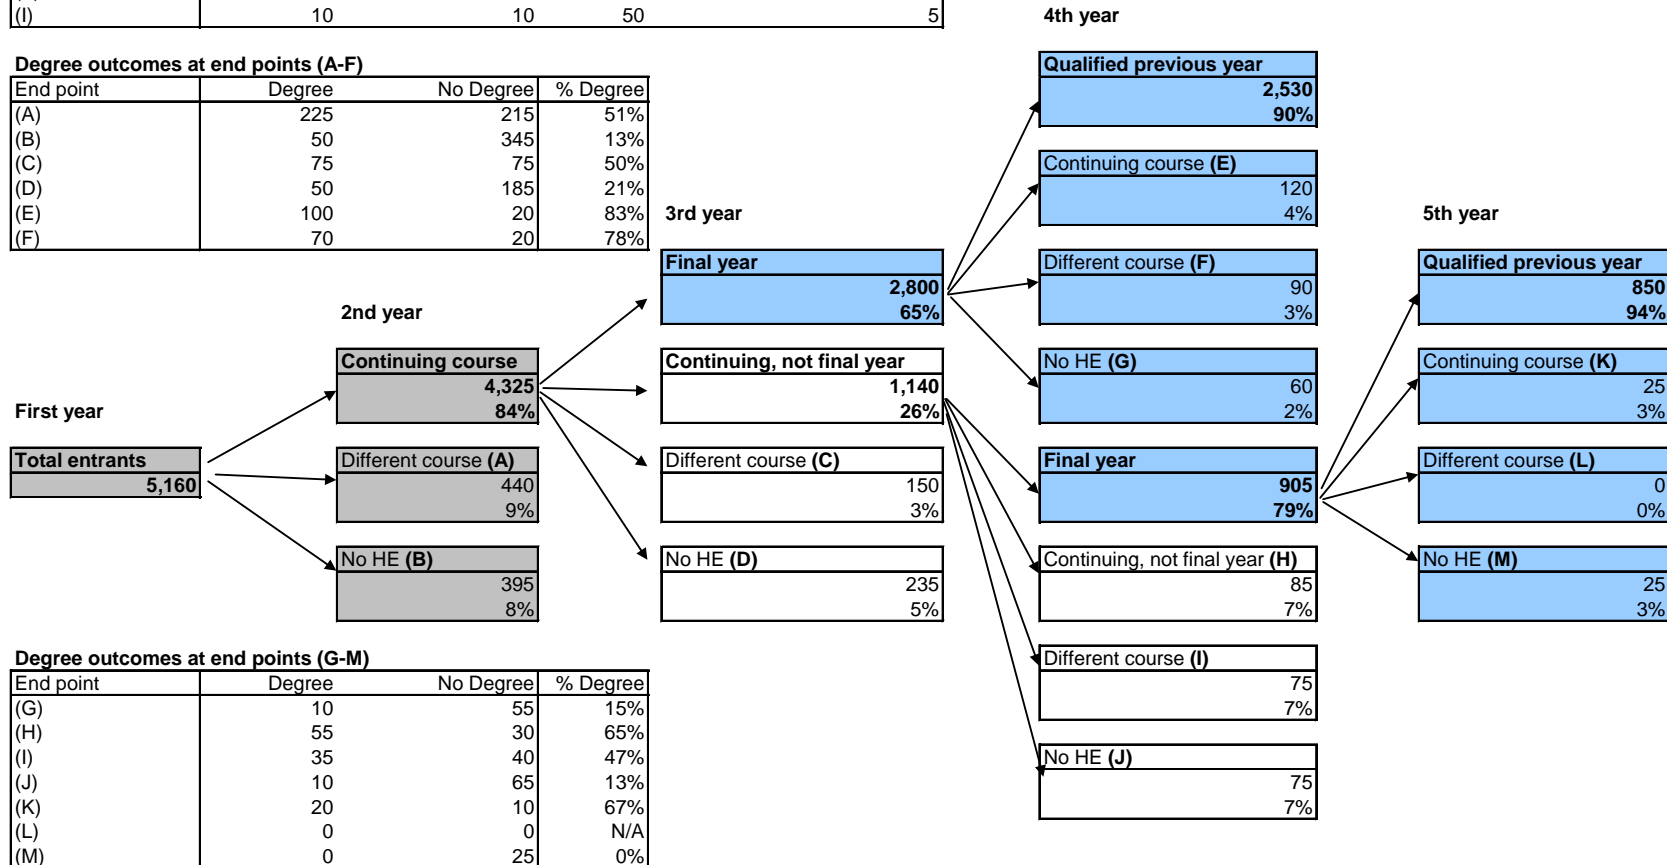 (I) 10 10 50 5
4th year
Degree outcomes at end points (A-F)
End point Degree No Degree % Degree
(A) 225 215 51%
(B) 50 345 13%
(C) 75 75 50%
(D) 50 185 21%
(E) 100 20 83%
(F) 70 20 78%
Qualified previous year
2,530
90%
Continuing course (E)
120
4%
3rd year
5th year
Final year
2,800
65%
Different course (F)
90
3%
Qualified previous year
850
94%
2nd year
Continuing course
4,325
84%
Continuing, not final year
1,140
26%
No HE (G)
60
2%
Continuing course (K)
25
3%
First year
Total entrants
5,160
Different course (A)
440
9%
Different course (C)
150
3%
Final year
905
79%
Different course (L)
0
0%
No HE (B)
395
8%
No HE (D)
235
5%
Continuing, not final year (H)
85
7%
No HE (M)
25
3%
Degree outcomes at end points (G-M)
End point Degree No Degree % Degree
(G) 10 55 15%
(H) 55 30 65%
(I) 35 40 47%
(J) 10 65 13%
(K) 20 10 67%
(L) 0 0 N/A
(M) 0 25 0%
Different course (I)
75
7%
No HE (J)
75
7%